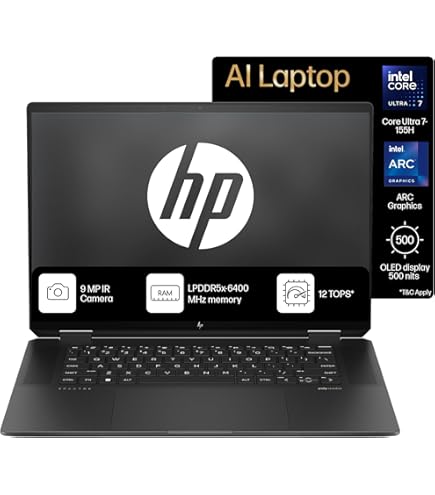 AI Laptop
intel
CORE
ULTRA 7
Core Ultra 7-
155H
intel
ARC
GRAPHICS
ARC
Graphics
500
OLED display
500 nits
*T&C Apply
hp
9 MP IR
Camera
RAM
LPDDR5x-6400
MHz memory
12 TOPS*
hp